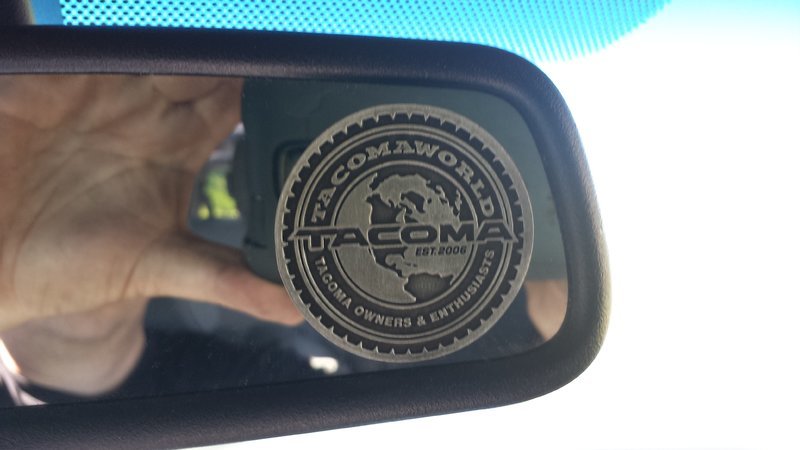 TACOMAWORLD
TACOMA
EST. 2006
TACOMA OWNERS & ENTHUSIASTS